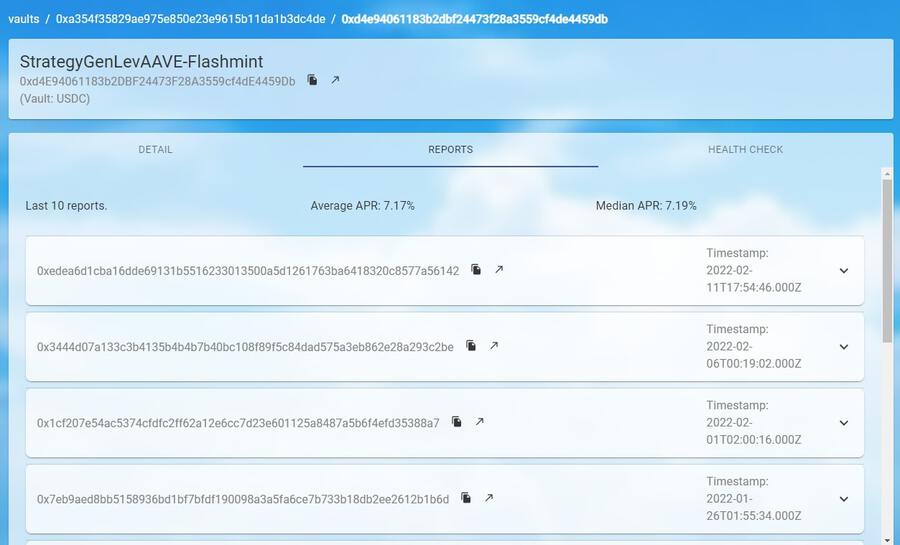 vaults / 0xa354f35829ae975e850e23e9615b11da1b3dc4de / 0xd4e94061183b2dbf24473f28a3559cf4de4459db
StrategyGenLevAAVE-Flashmint
0xd4E94061183b2DBF24473F28A3559cf4dE4459Db
(Vault: USDC)
DETAIL REPORTS HEALTH CHECK
Last 10 reports. Average APR: 7.17% Median APR: 7.19%
Timestamp:
0xedea6d1cba16dde69131b5516233013500a5d1261763ba6418320c8577a56142 2022-02-
11T17:54:46.000Z
Timestamp:
0x3444d07a133c3b4135b4b4b7b40bc108f89f5c84dad575a3eb862e28a293c2be 2022-02-
06T00:19:02.000Z
Timestamp:
0x1cf207e54ac5374cfdfc2ff62a12e6cc7d23e601125a8487a5b6f4efd35388a7 2022-02-
01T02:00:16.000Z
Timestamp:
0x7eb9aed8bb5158936bd1bf7bfdf190098a3a5fa6ce7b733b18db2ee2612b1b6d 2022-01-
26T01:55:34.000Z